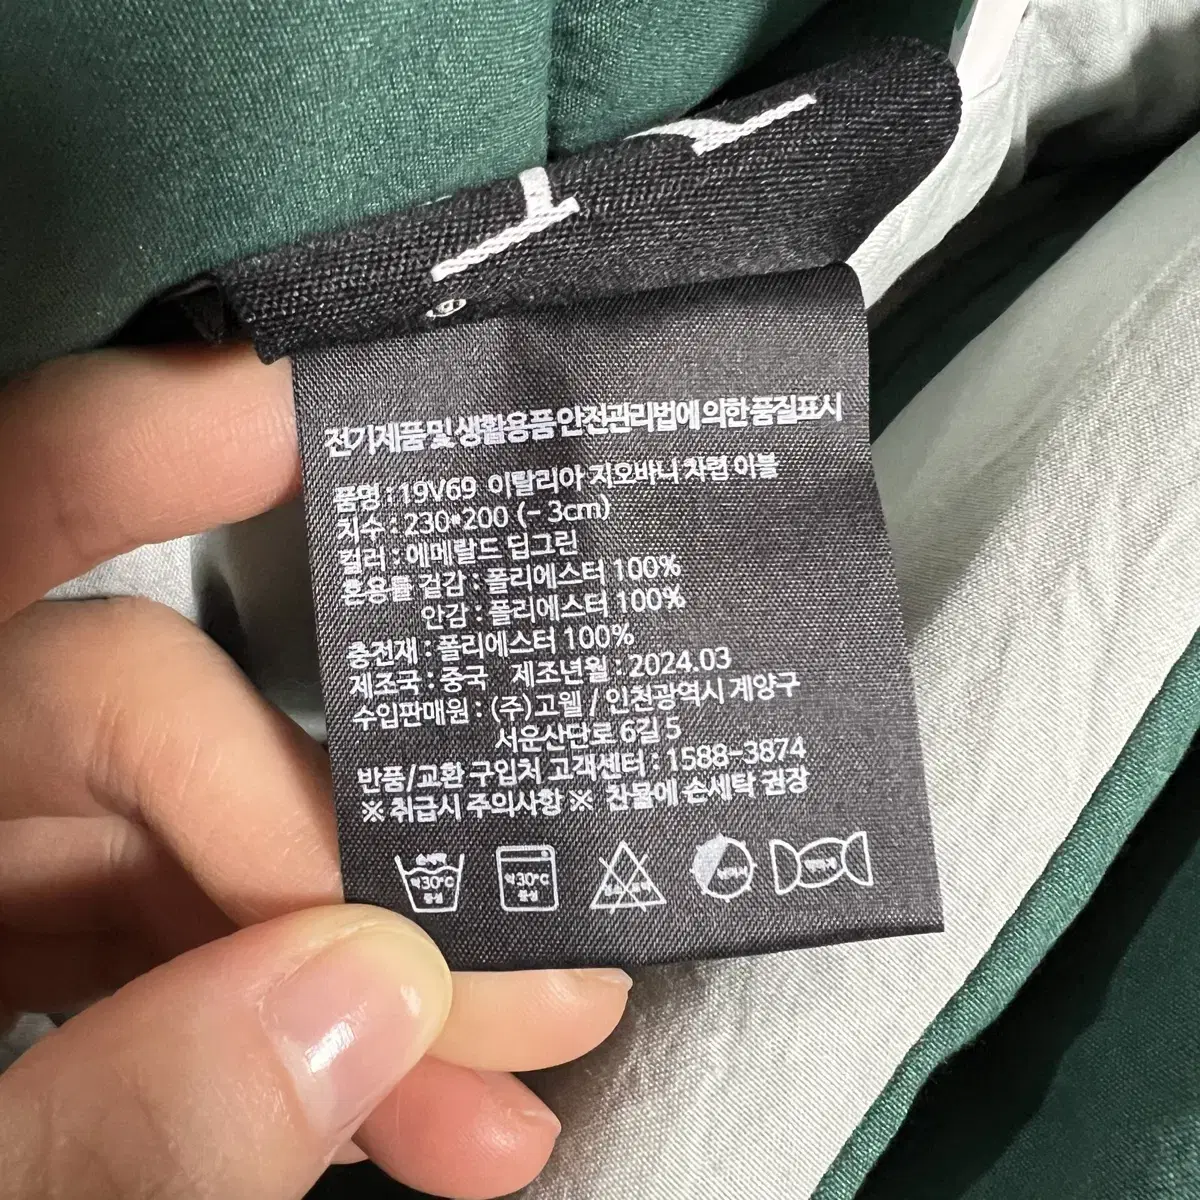 전기제품 및 생활용품 안전관리법에 의한 품질표시
품명 : 19V69 이탈리아 지오바니 차렵 이불
치수 : 230*200 (- 3cm)
컬러 : 에메랄드 딥그린
혼용률 겉감 : 폴리에스터 100%
안감 : 폴리에스터 100%
충전재 : 폴리에스터 100%
제조국 : 중국 제조년월 : 2024.03
수입판매원 : (주)고웰 / 인천광역시 계양구
서운산단로 6길 5
반품/교환 구입처 고객센터 : 1588-3874
※ 취급시 주의사항 ※ 찬물에 손세탁 권장
손세탁 약30°C 중성
약30°C 중성